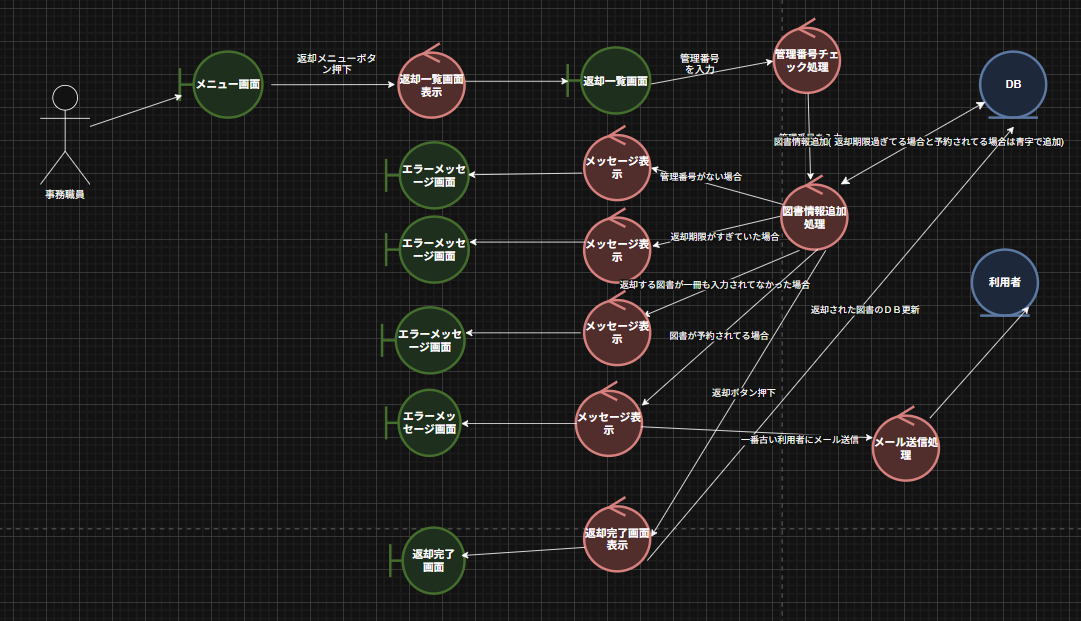 返却メニューボタ
ン押下
管理番号
を入力
管理番号チェ
ック処理
メニュー画面
返却一覧画面
表示
返却一覧画面
DB
図書情報追加( 返却期限過ぎてる場合と予約されてる場合は青字で追加)
事務職員
エラーメッセ
ージ画面
メッセージ表
示
管理番号がない場合
図書情報追加
処理
エラーメッセ
ージ画面
メッセージ表
示
返却期限がすぎていた場合
利用者
返却する図書が一冊も入力されてなかった場合
返却された図書のＤＢ更新
エラーメッセ
ージ画面
メッセージ表
示
図書が予約されてる場合
返却ボタン押下
エラーメッ
セージ画面
メッセージ表
示
一番古い利用者にメール送信
メール送信処
理
返却完了
画面
返却完了画面
表示